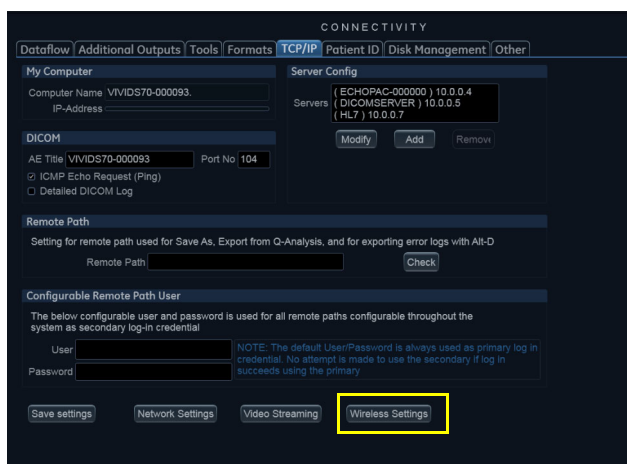 CONNECTIVITY
Dataflow Additional Outputs Tools Formats TCP/IP Patient ID Disk Management Other
My Computer
Computer Name VIVIDS70-000093.
IP-Address
Server Config
Servers
( ECHOPAC-000000 ) 10.0.0.4
( DICOMSERVER ) 10.0.0.5
( HL7 ) 10.0.0.7
Modify Add Remove
DICOM
AE Title VIVIDS70-000093 Port No 104
ICMP Echo Request (Ping)
Detailed DICOM Log
Remote Path
Setting for remote path used for Save As, Export from Q-Analysis, and for exporting error logs with Alt-D
Remote Path Check
Configurable Remote Path User
The below configurable user and password is used for all remote paths configurable throughout the
system as secondary log-in credential
User
Password
NOTE: The default User/Password is always used as primary log in
credential. No attempt is made to use the secondary if log in
succeeds using the primary
Save settings Network Settings Video Streaming Wireless Settings